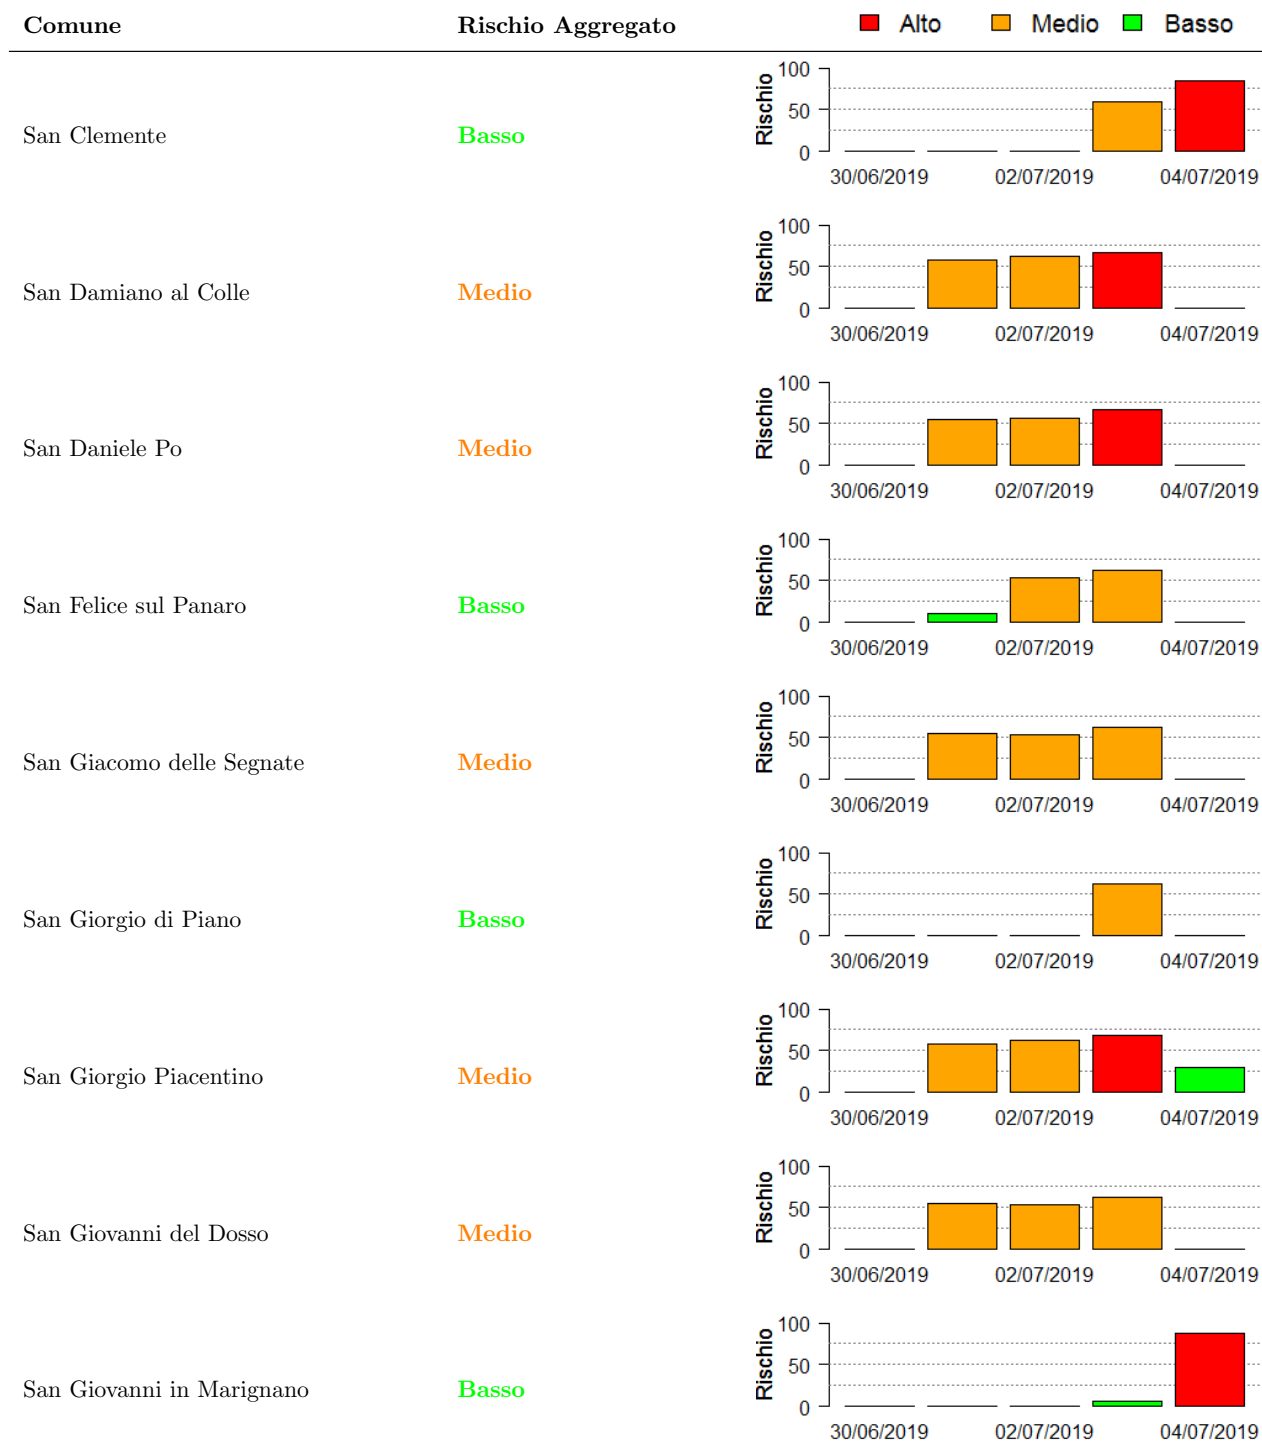 Comune Rischio Aggregato Alto Medio Basso
100
50
0
Rischio
San Clemente Basso
30/06/2019 02/07/2019 04/07/2019
100
50
0
Rischio
San Damiano al Colle Medio
30/06/2019 02/07/2019 04/07/2019
100
50
0
Rischio
San Daniele Po Medio
30/06/2019 02/07/2019 04/07/2019
100
50
0
Rischio
San Felice sul Panaro Basso
30/06/2019 02/07/2019 04/07/2019
100
50
0
Rischio
San Giacomo delle Segnate Medio
30/06/2019 02/07/2019 04/07/2019
100
50
0
Rischio
San Giorgio di Piano Basso
30/06/2019 02/07/2019 04/07/2019
100
50
0
Rischio
San Giorgio Piacentino Medio
30/06/2019 02/07/2019 04/07/2019
100
50
0
Rischio
San Giovanni del Dosso Medio
30/06/2019 02/07/2019 04/07/2019
100
50
0
Rischio
San Giovanni in Marignano Basso
30/06/2019 02/07/2019 04/07/2019